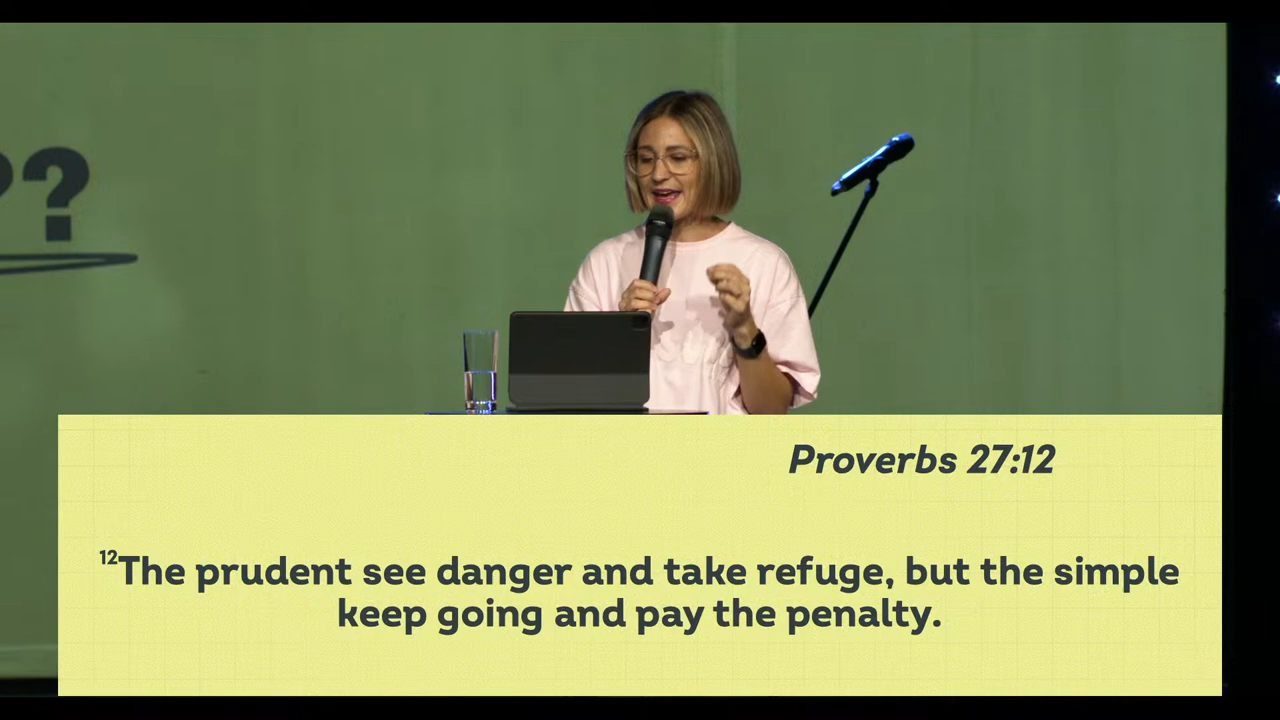 ??
Proverbs 27:12
12The prudent see danger and take refuge, but the simple
keep going and pay the penalty.